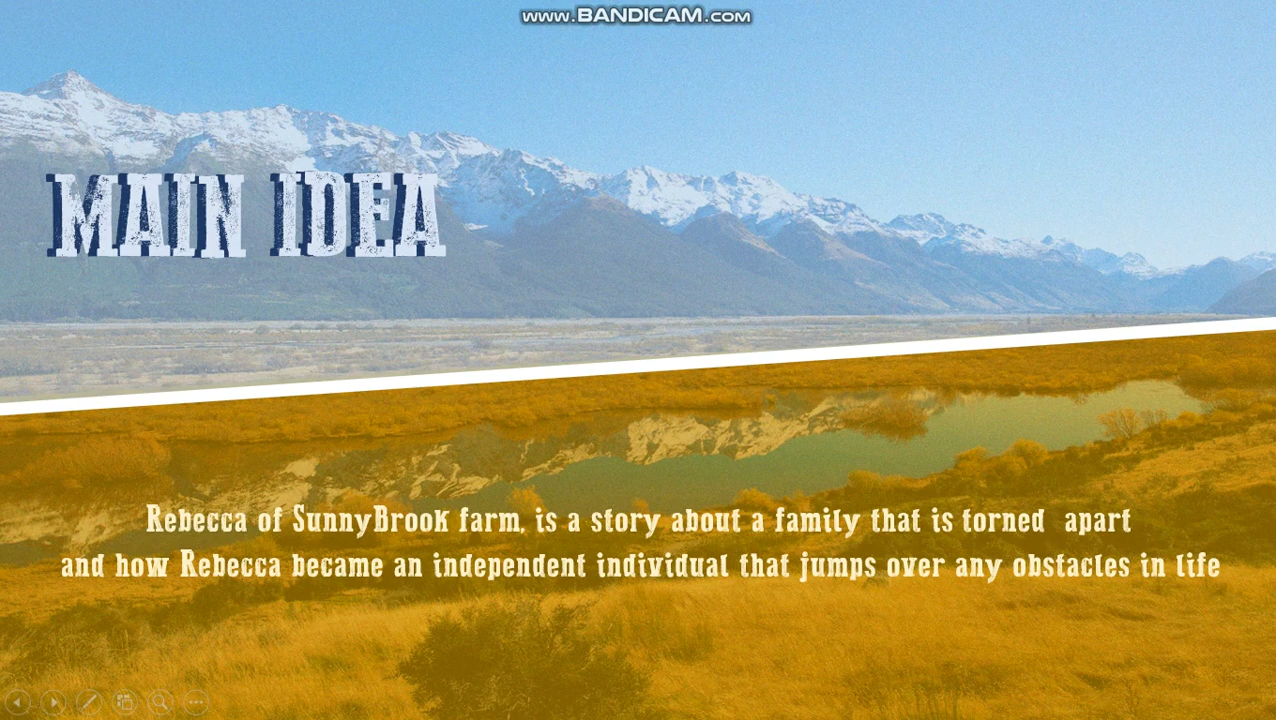 www.BANDICAM.com
MAIN IDEA
Rebecca of SunnyBrook farm, is a story about a family that is torned apart
and how Rebecca became an independent individual that jumps over any obstacles in life